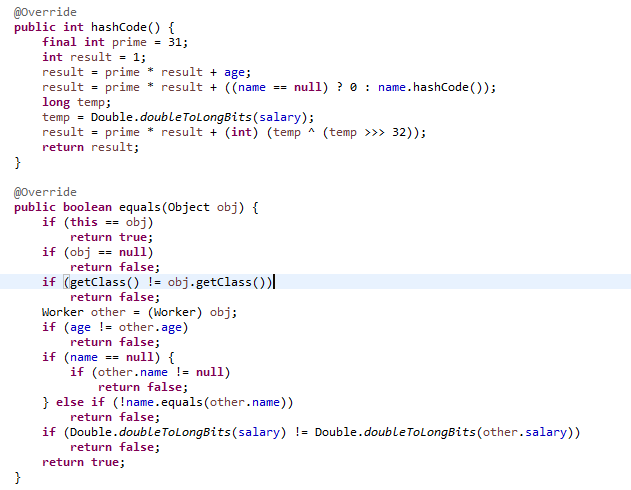 @Override
public int hashCode() {
    final int prime = 31;
    int result = 1;
    result = prime * result + age;
    result = prime * result + ((name == null) ? 0 : name.hashCode());
    long temp;
    temp = Double.doubleToLongBits(salary);
    result = prime * result + (int) (temp ^ (temp >>> 32));
    return result;
}
@Override
public boolean equals(Object obj) {
    if (this == obj)
        return true;
    if (obj == null)
        return false;
    if (getClass() != obj.getClass())
        return false;
    Worker other = (Worker) obj;
    if (age != other.age)
        return false;
    if (name == null) {
        if (other.name != null)
            return false;
    } else if (!name.equals(other.name))
        return false;
    if (Double.doubleToLongBits(salary) != Double.doubleToLongBits(other.salary))
        return false;
    return true;
}